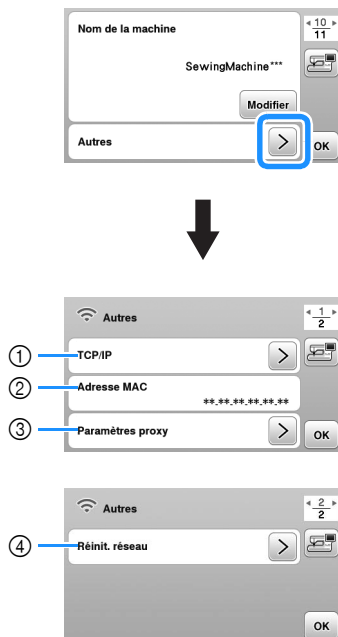 Nom de la machine
10
11
SewingMachine***
Modifier
Autres
OK
Autres
1
2
① TCP/IP
② Adresse MAC
**.**.**.**.**.**
③ Paramètres proxy
OK
Autres
2
2
④ Réinit. réseau
OK